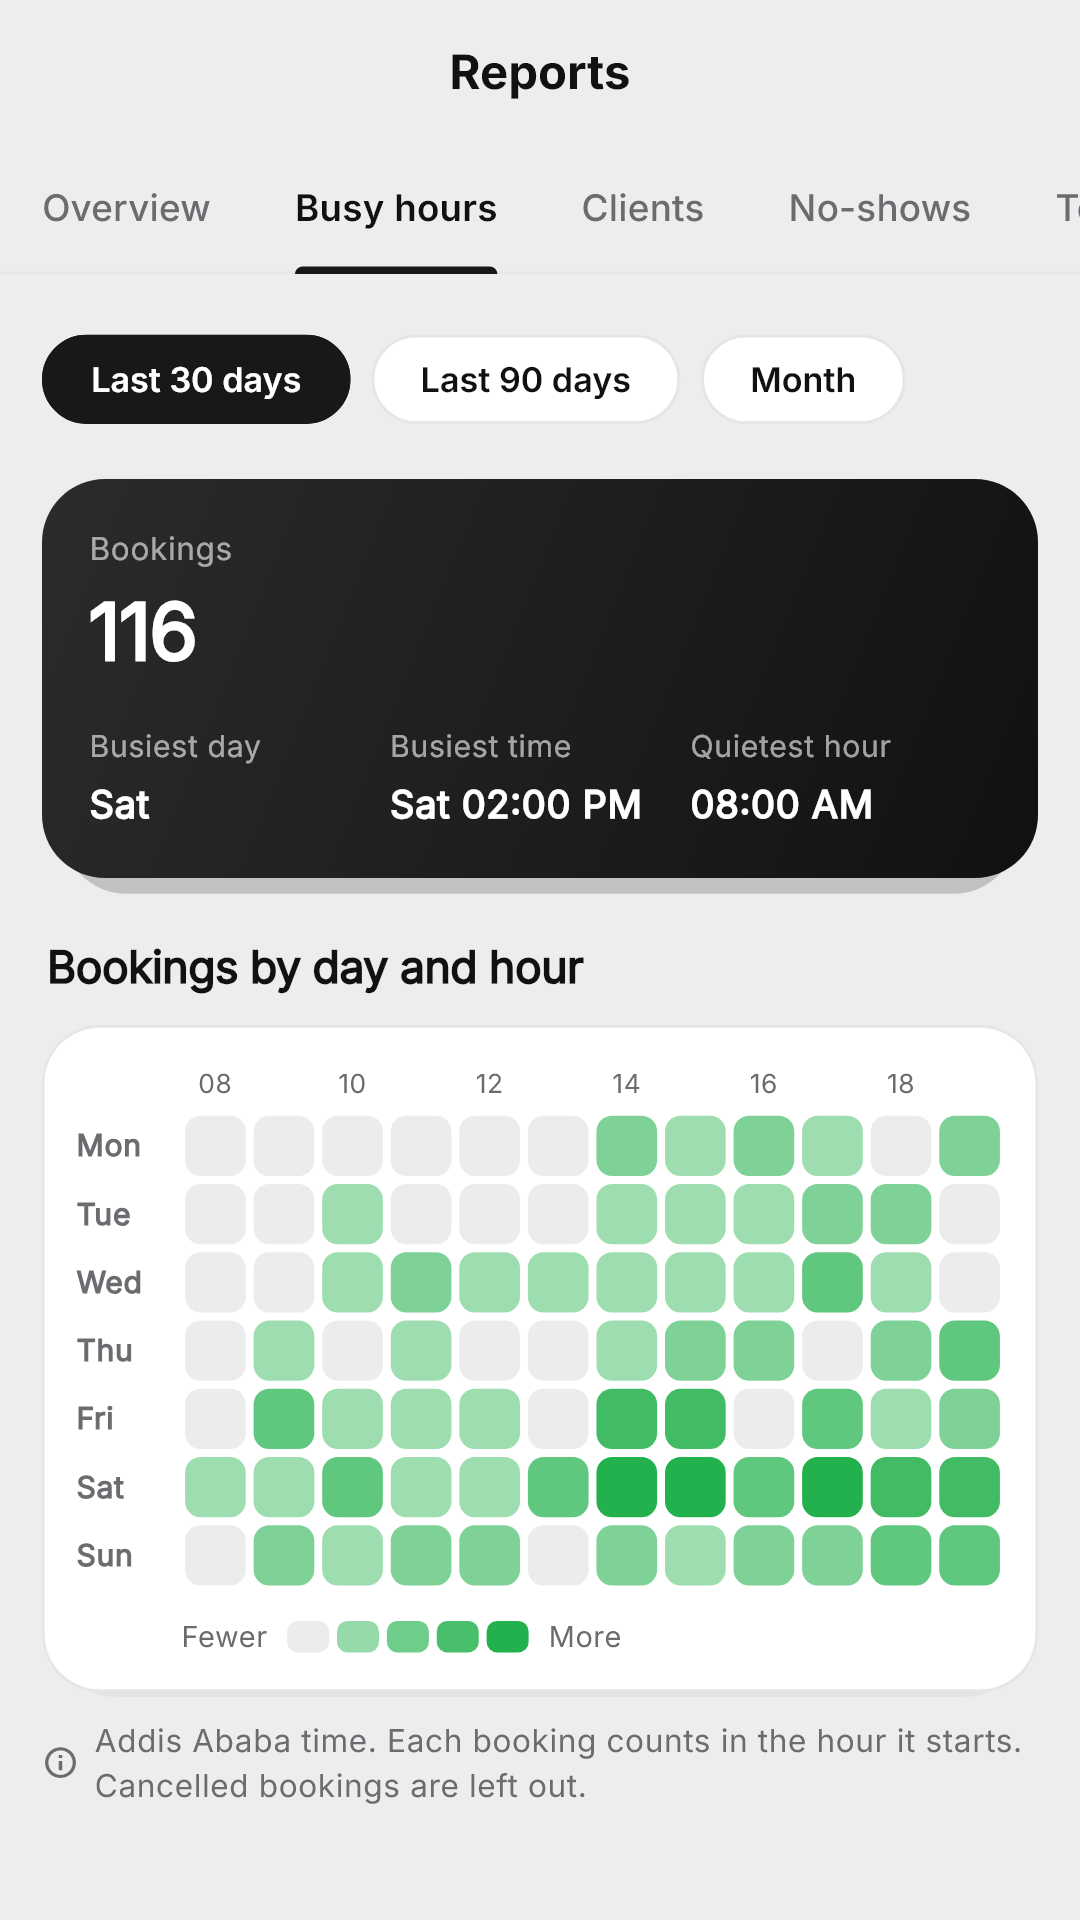 Reports
Overview Busy hours Clients No-shows
Last 30 days Last 90 days Month
Bookings
116
Busiest day Busiest time Quietest hour
Sat Sat 02:00 PM 08:00 AM
Bookings by day and hour
08 10 12 14 16 18
Mon
Tue
Wed
Thu
Fri
Sat
Sun
Fewer More
Addis Ababa time. Each booking counts in the hour it starts.
Cancelled bookings are left out.